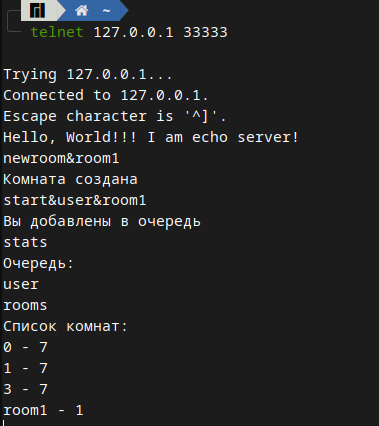 ~
telnet 127.0.0.1 33333
Trying 127.0.0.1...
Connected to 127.0.0.1.
Escape character is '^]'.
Hello, World!!! I am echo server!
newroom&room1
Комната создана
start&user&room1
Вы добавлены в очередь
stats
Очередь:
user
rooms
Список комнат:
0 - 7
1 - 7
3 - 7
room1 - 1